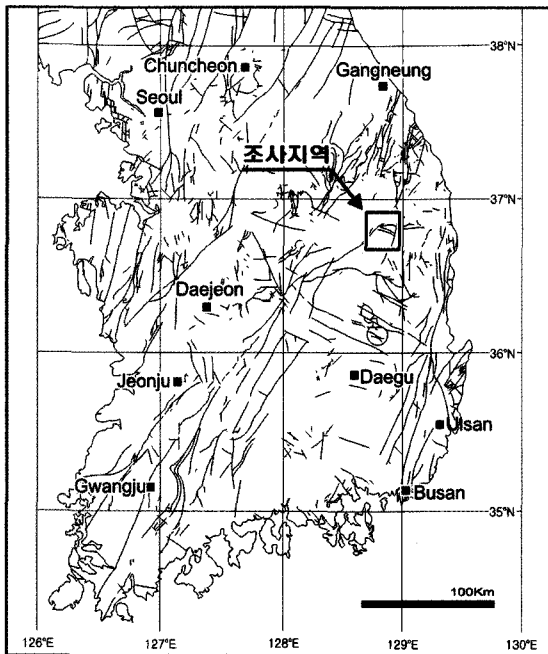 38°N
Chuncheon
Gangneung
Seoul
조사지역
37°N
Daejeon
36°N
Jeonju
Daegu
Ulsan
Gwangju
Busan
35°N
100Km
126°E
127°E
128°E
129°E
130°E